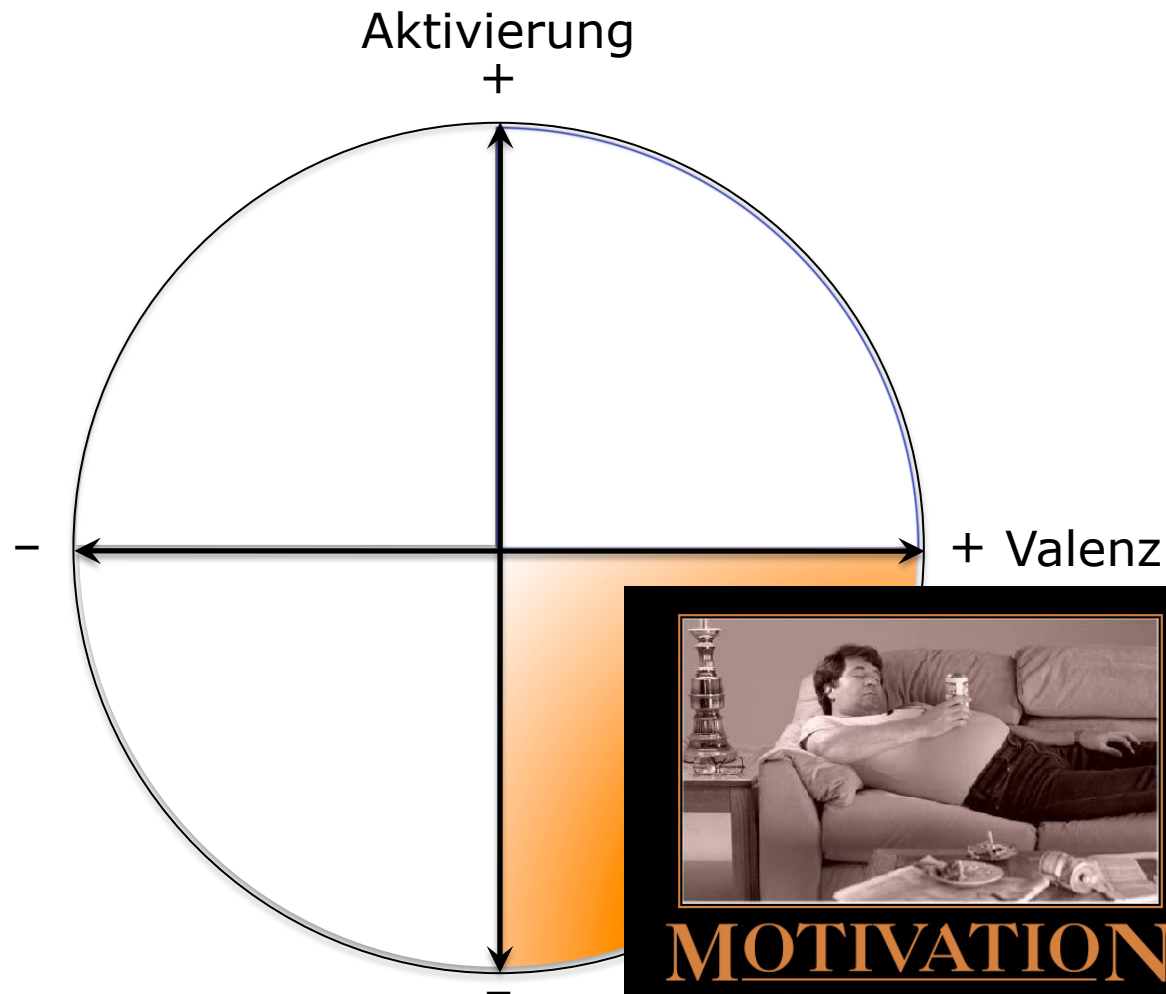 Aktivierung
+
–
+ Valenz
MOTIVATION
–